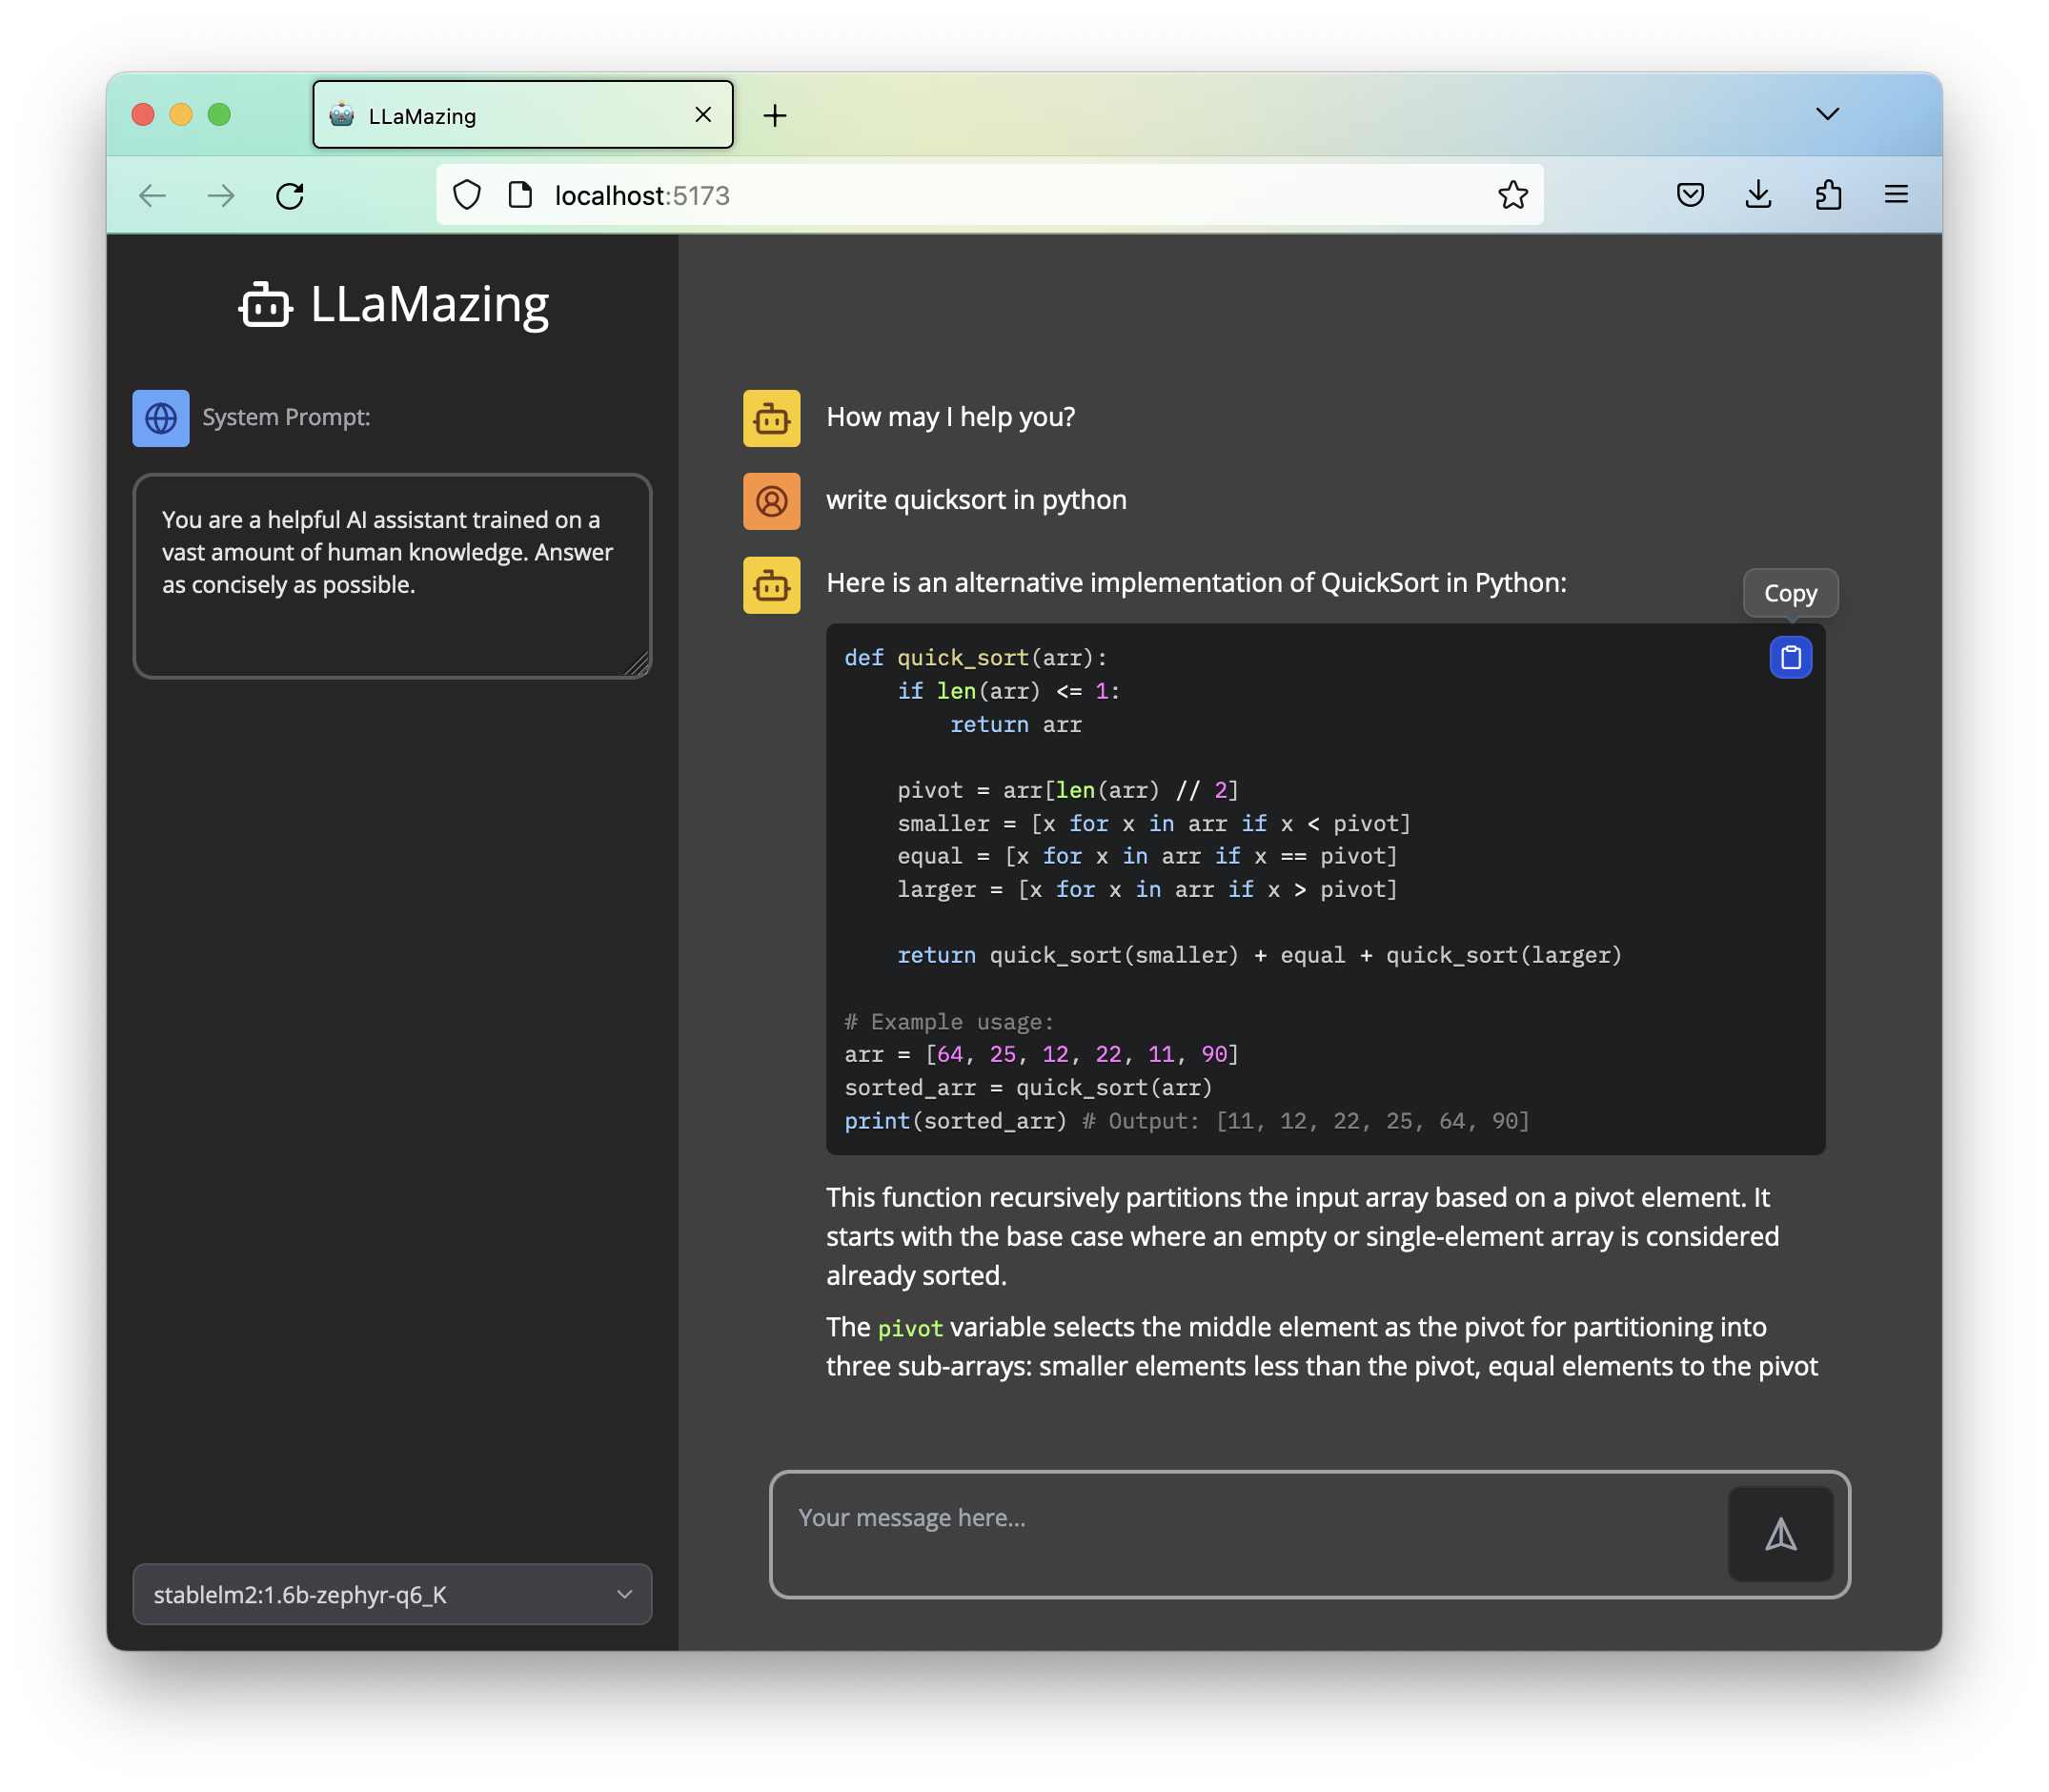 LLaMazing
localhost:5173
LLaMazing
System Prompt:
You are a helpful AI assistant trained on a
vast amount of human knowledge. Answer
as concisely as possible.
stablelm2:1.6b-zephyr-q6_K
How may I help you?
write quicksort in python
Here is an alternative implementation of QuickSort in Python:
Copy
def quick_sort(arr):
    if len(arr) <= 1:
        return arr
    pivot = arr[len(arr) // 2]
    smaller = [x for x in arr if x < pivot]
    equal = [x for x in arr if x == pivot]
    larger = [x for x in arr if x > pivot]
    return quick_sort(smaller) + equal + quick_sort(larger)
# Example usage:
arr = [64, 25, 12, 22, 11, 90]
sorted_arr = quick_sort(arr)
print(sorted_arr) # Output: [11, 12, 22, 25, 64, 90]
This function recursively partitions the input array based on a pivot element. It
starts with the base case where an empty or single-element array is considered
already sorted.
The pivot variable selects the middle element as the pivot for partitioning into
three sub-arrays: smaller elements less than the pivot, equal elements to the pivot
Your message here...